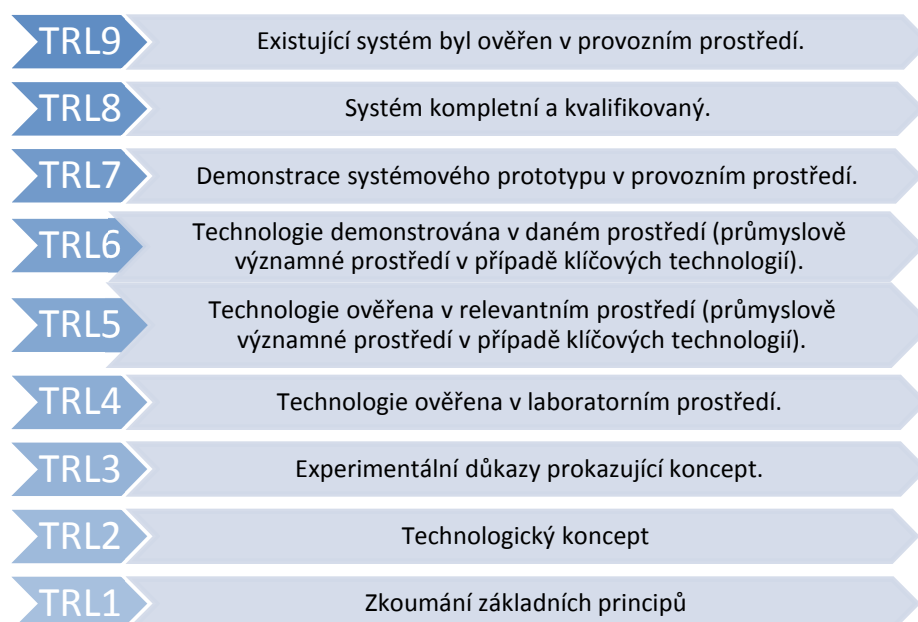 TRL9
Existující systém byl ověřen v provozním prostředí.
TRL8
Systém kompletní a kvalifikovaný.
TRL7
Demonstrace systémového prototypu v provozním prostředí.
TRL6
Technologie demonstrována v daném prostředí (průmyslově
významné prostředí v případě klíčových technologií).
TRL5
Technologie ověřena v relevantním prostředí (průmyslově
významné prostředí v případě klíčových technologií).
TRL4
Technologie ověřena v laboratorním prostředí.
TRL3
Experimentální důkazy prokazující koncept.
TRL2
Technologický koncept
TRL1
Zkoumání základních principů